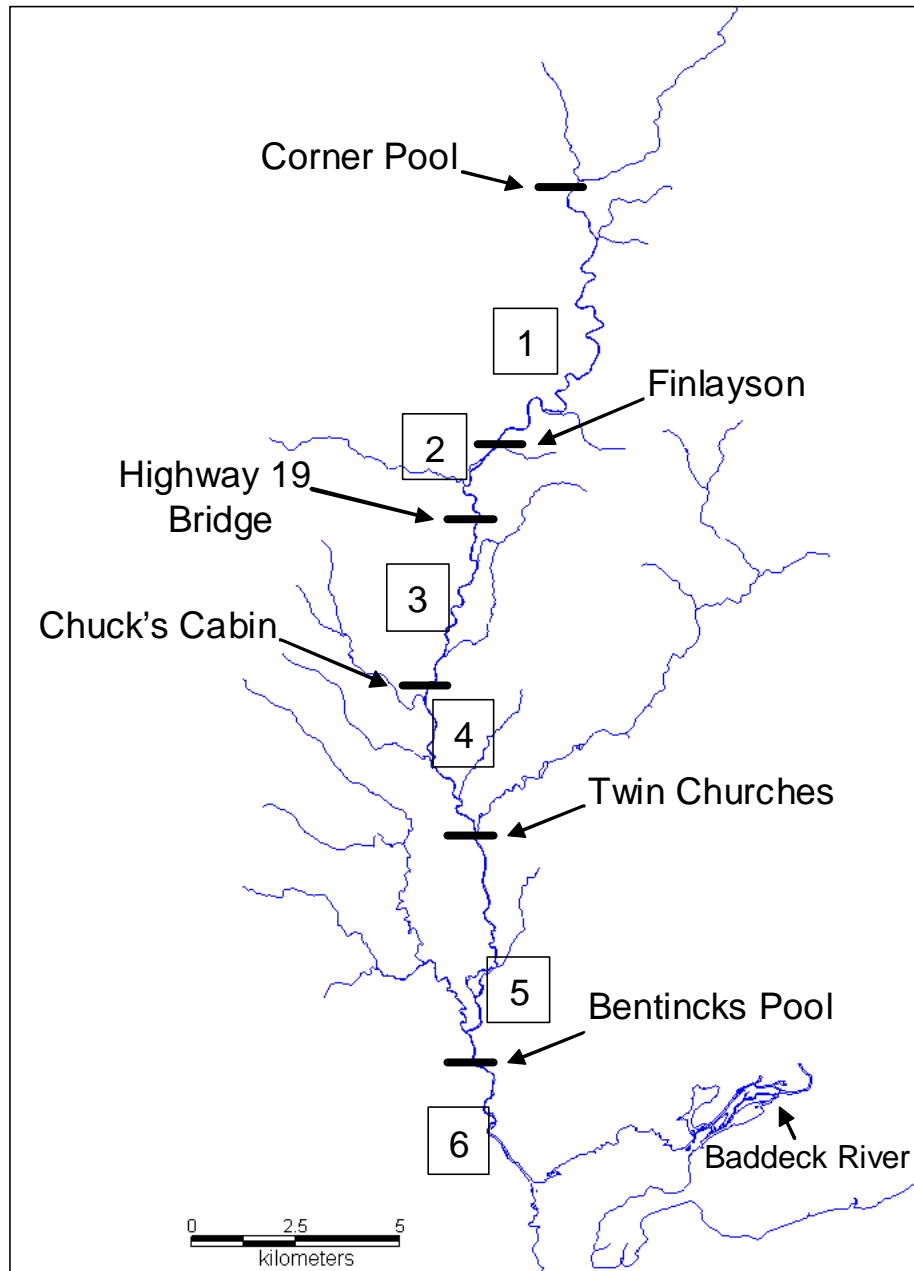 Corner Pool
1
Finlayson
2
Highway 19
Bridge
3
Chuck's Cabin
4
Twin Churches
5
Bentincks Pool
6
Baddeck River
0 2.5 5
kilometers